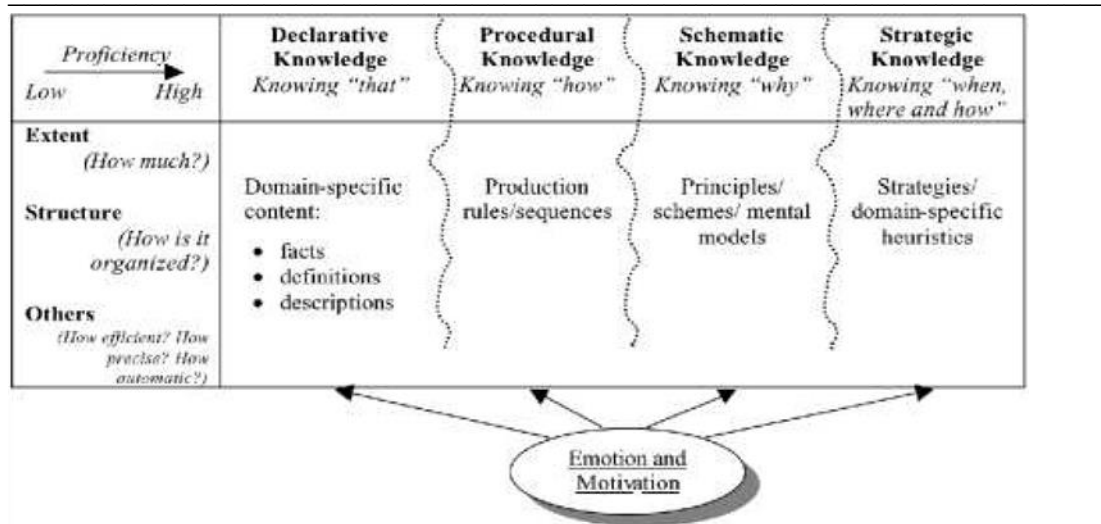 Proficiency
Low High
Declarative
Knowledge
Knowing "that"
Procedural
Knowledge
Knowing "how"
Schematic
Knowledge
Knowing "why"
Strategic
Knowledge
Knowing "when,
where and how"
Extent
(How much?)
Structure
(How is it
organized?)
Others
(How efficient? How
precise? How
automatic?)
Domain-specific
content:
• facts
• definitions
• descriptions
Production
rules/sequences
Principles/
schemes/ mental
models
Strategies/
domain-specific
heuristics
Emotion and
Motivation